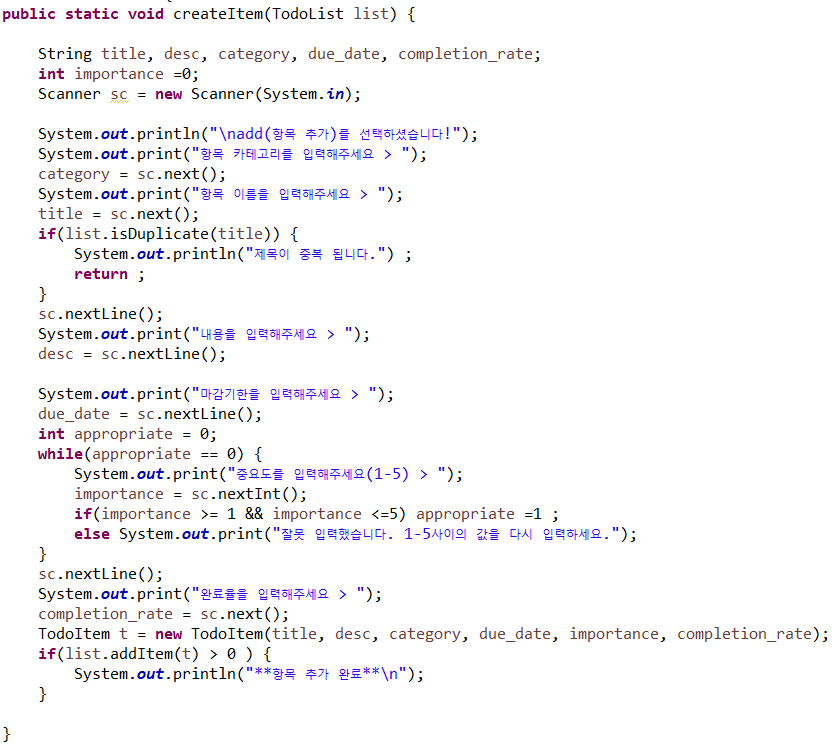 public static void createItem(TodoList list) {
String title, desc, category, due_date, completion_rate;
int importance =0;
Scanner sc = new Scanner(System.in);
System.out.println("\nadd(항목 추가)를 선택하셨습니다!");
System.out.print("항목 카테고리를 입력해주세요 > ");
category = sc.next();
System.out.print("항목 이름을 입력해주세요 > ");
title = sc.next();
if(list.isDuplicate(title)) {
System.out.println("제목이 중복 됩니다.") ;
return ;
}
sc.nextLine();
System.out.print("내용을 입력해주세요 > ");
desc = sc.nextLine();
System.out.print("마감기한을 입력해주세요 > ");
due_date = sc.nextLine();
int appropriate = 0;
while(appropriate == 0) {
System.out.print("중요도를 입력해주세요(1-5) > ");
importance = sc.nextInt();
if(importance >= 1 && importance <=5) appropriate =1 ;
else System.out.print("잘못 입력했습니다. 1-5사이의 값을 다시 입력하세요.");
}
sc.nextLine();
System.out.print("완료율을 입력해주세요 > ");
completion_rate = sc.next();
TodoItem t = new TodoItem(title, desc, category, due_date, importance, completion_rate);
if(list.addItem(t) > 0 ) {
System.out.println("**항목 추가 완료**\n");
}
}